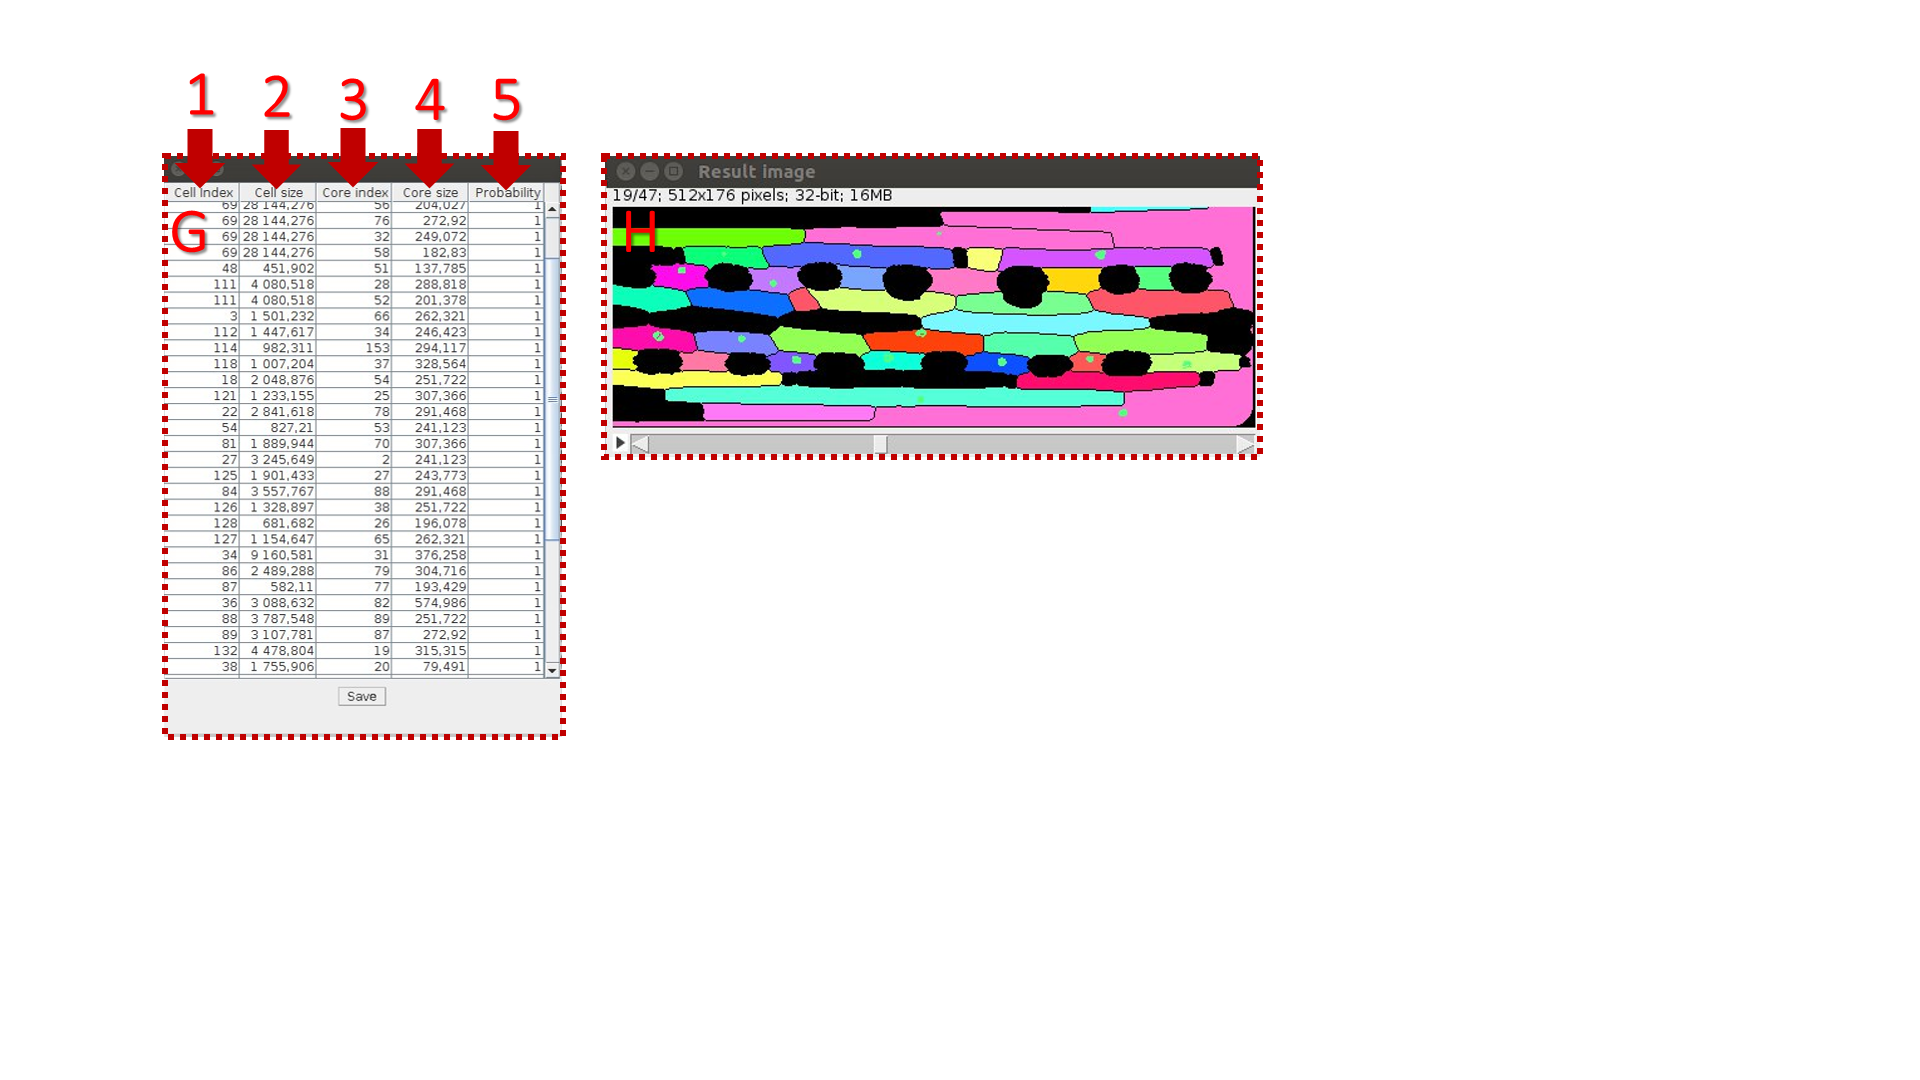 1 2 3 4 5
Cell Index Cell size Core index Core size Probability
69 28 144,276 56 204,027 1
G
69 28 144,276 76 272,92 1
69 28 144,276 32 249,072 1
69 28 144,276 58 182,83 1
48 451,902 51 137,785 1
111 4 080,518 28 288,818 1
111 4 080,518 52 201,378 1
3 1 501,232 66 262,321 1
112 1 447,617 34 246,423 1
114 982,311 153 294,117 1
118 1 007,204 37 328,564 1
18 2 048,876 54 251,722 1
121 1 233,155 25 307,366 1
22 2 841,618 78 291,468 1
54 827,21 53 241,123 1
81 1 889,944 70 307,366 1
27 3 245,649 2 241,123 1
125 1 901,433 27 243,773 1
84 3 557,767 88 291,468 1
126 1 328,897 38 251,722 1
128 681,682 26 196,078 1
127 1 154,647 65 262,321 1
34 9 160,581 31 376,258 1
86 2 489,288 79 304,716 1
87 582,11 77 193,429 1
36 3 088,632 82 574,986 1
88 3 787,548 89 251,722 1
89 3 107,781 87 272,92 1
132 4 478,804 19 315,315 1
38 1 755,906 20 79,491 1
Save
Result image
19/47; 512x176 pixels; 32-bit; 16MB
H